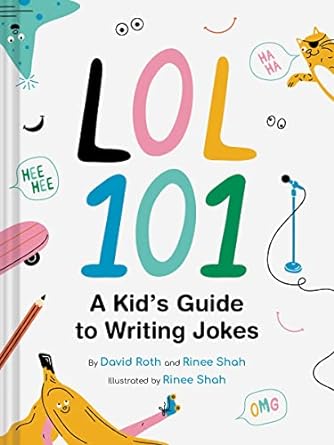 HA
HA
LOL
HEE
HEE
101
A Kid's Guide
to Writing Jokes
By David Roth and Rinee Shah
Illustrated by Rinee Shah
OMG